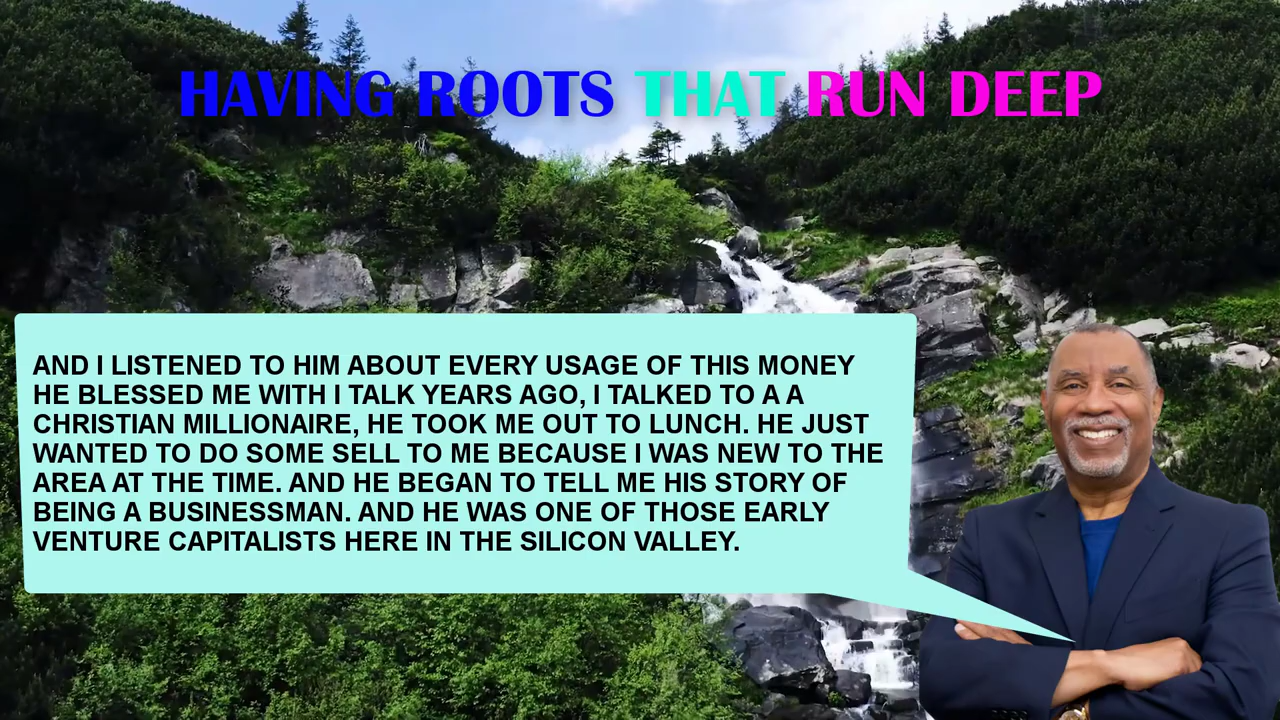 HAVING ROOTS THAT RUN DEEP
AND I LISTENED TO HIM ABOUT EVERY USAGE OF THIS MONEY
HE BLESSED ME WITH I TALK YEARS AGO, I TALKED TO A A
CHRISTIAN MILLIONAIRE, HE TOOK ME OUT TO LUNCH. HE JUST
WANTED TO DO SOME SELL TO ME BECAUSE I WAS NEW TO THE
AREA AT THE TIME. AND HE BEGAN TO TELL ME HIS STORY OF
BEING A BUSINESSMAN. AND HE WAS ONE OF THOSE EARLY
VENTURE CAPITALISTS HERE IN THE SILICON VALLEY.